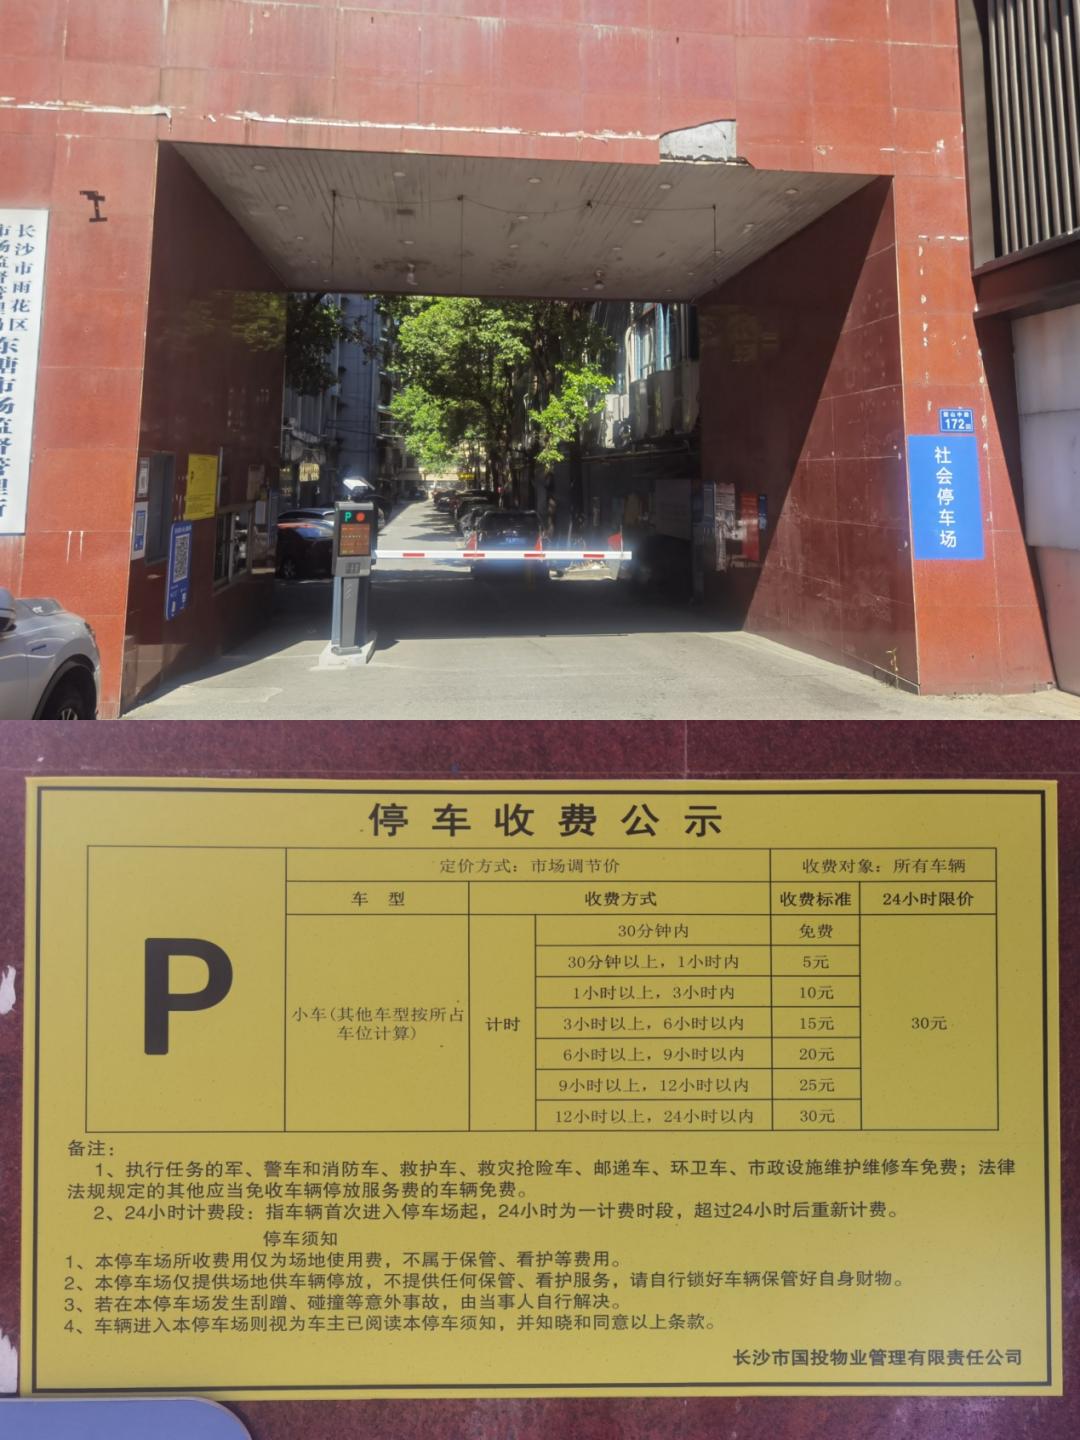 长沙市雨花区
东塘市场监督管理所
172
社会停车场
P
停车收费公示
定价方式：市场调节价
收费对象：所有车辆
车 型
收费方式
收费标准
24小时限价
P
小车(其他车型按所占
车位计算)
计时
30分钟内
免费
30分钟以上，1小时内
5元
1小时以上，3小时内
10元
3小时以上，6小时以内
15元
6小时以上，9小时以内
20元
9小时以上，12小时以内
25元
12小时以上，24小时以内
30元
30元
备注：
1、执行任务的军、警车和消防车、救护车、救灾抢险车、邮递车、环卫车、市政设施维护维修车免费；法律
法规规定的其他应当免收车辆停放服务费的车辆免费。
2、24小时计费段：指车辆首次进入停车场起，24小时为一计费时段，超过24小时后重新计费。
停车须知
1、本停车场所收费用仅为场地使用费，不属于保管、看护等费用。
2、本停车场仅提供场地供车辆停放，不提供任何保管、看护服务，请自行锁好车辆保管好自身财物。
3、若在本停车场发生刮蹭、碰撞等意外事故，由当事人自行解决。
4、车辆进入本停车场则视为车主已阅读本停车须知，并知晓和同意以上条款。
长沙市国投物业管理有限责任公司